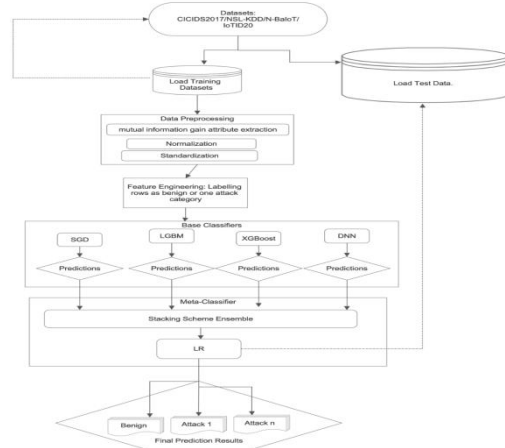 Datasets:
CICIDS2017/NSL-KDD/N-BaIoT/
IoTID20
Load Training
Datasets
Load Test Data.
Data Preprocessing
mutual information gain attribute extraction
Normalization
Standardization
Feature Engineering: Labelling
rows as benign or one attack
category
Base Classifiers
SGD
LGBM
XGBoost
DNN
Predictions
Predictions
Predictions
Predictions
Meta-Classifier
Stacking Scheme Ensemble
LR
Benign
Attack 1
Attack n
Final Prediction Results